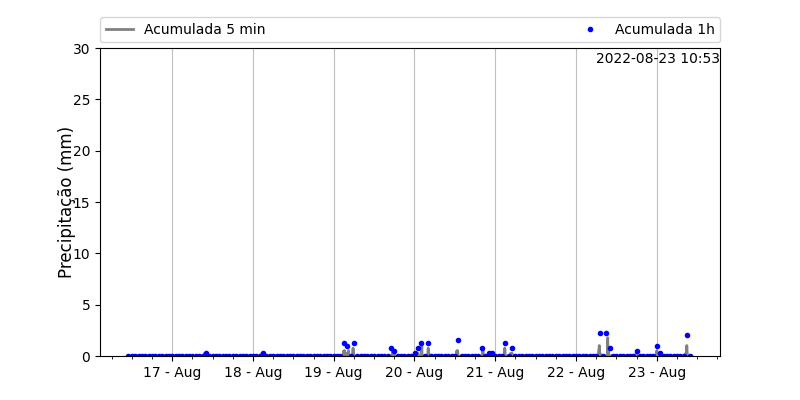 Acumulada 5 min
Acumulada 1h
2022-08-23 10:53
Precipitação (mm)
30
25
20
15
10
5
0
17 - Aug
18 - Aug
19 - Aug
20 - Aug
21 - Aug
22 - Aug
23 - Aug